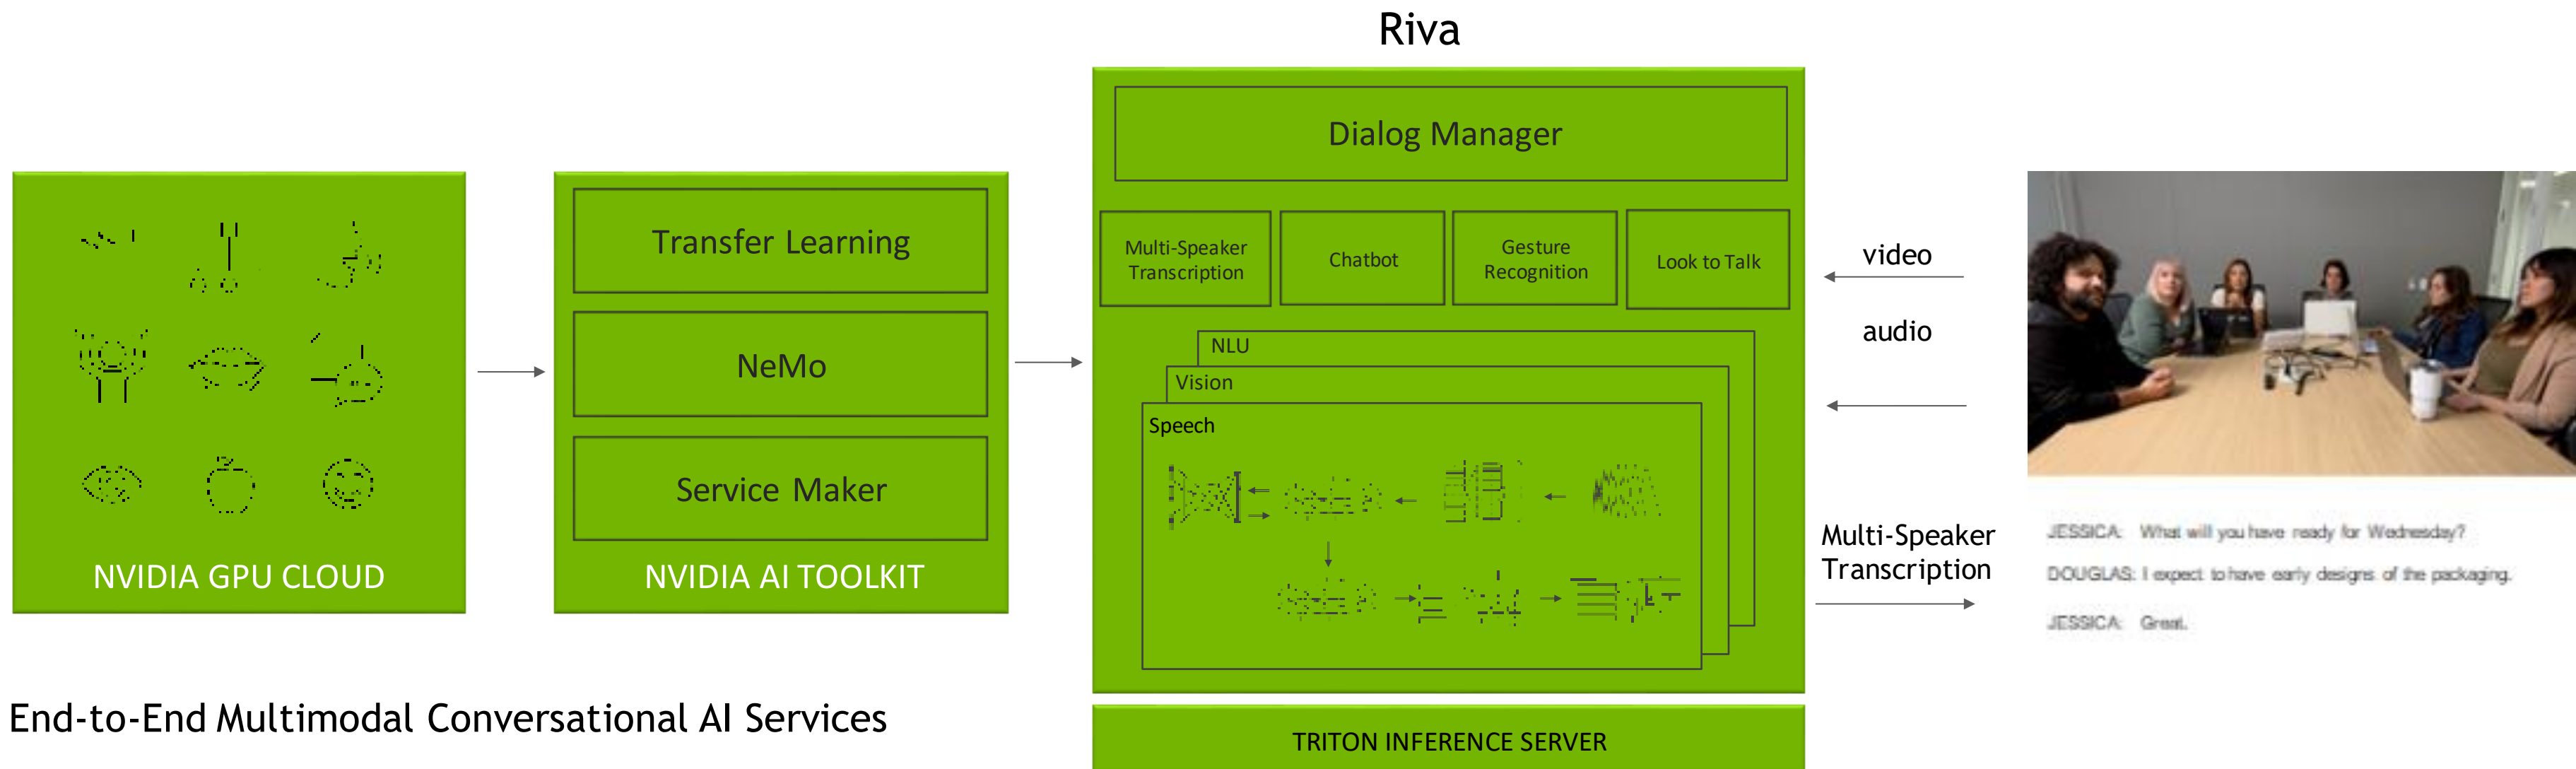 Riva
Dialog Manager
Multi-Speaker
Transcription
Chatbot
Gesture
Recognition
Look to Talk
NLU
Vision
Speech
TRITON INFERENCE SERVER
Transfer Learning
NeMo
Service Maker
NVIDIA AI TOOLKIT
NVIDIA GPU CLOUD
video
audio
Multi-Speaker
Transcription
JESSICA: What will you have ready for Wednesday?
DOUGLAS: I expect to have early designs of the packaging.
JESSICA: Great.
End-to-End Multimodal Conversational AI Services